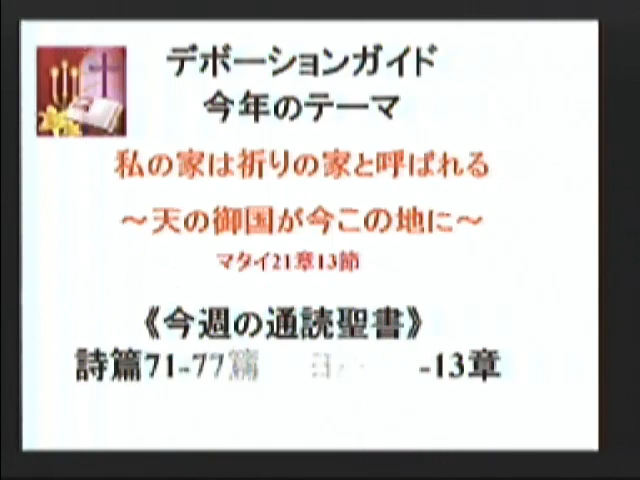 デボーションガイド
今年のテーマ
私の家は祈りの家と呼ばれる
～天の御国が今この地に～
マタイ21章13節
《今週の通読聖書》
詩篇71-77篇 -13章